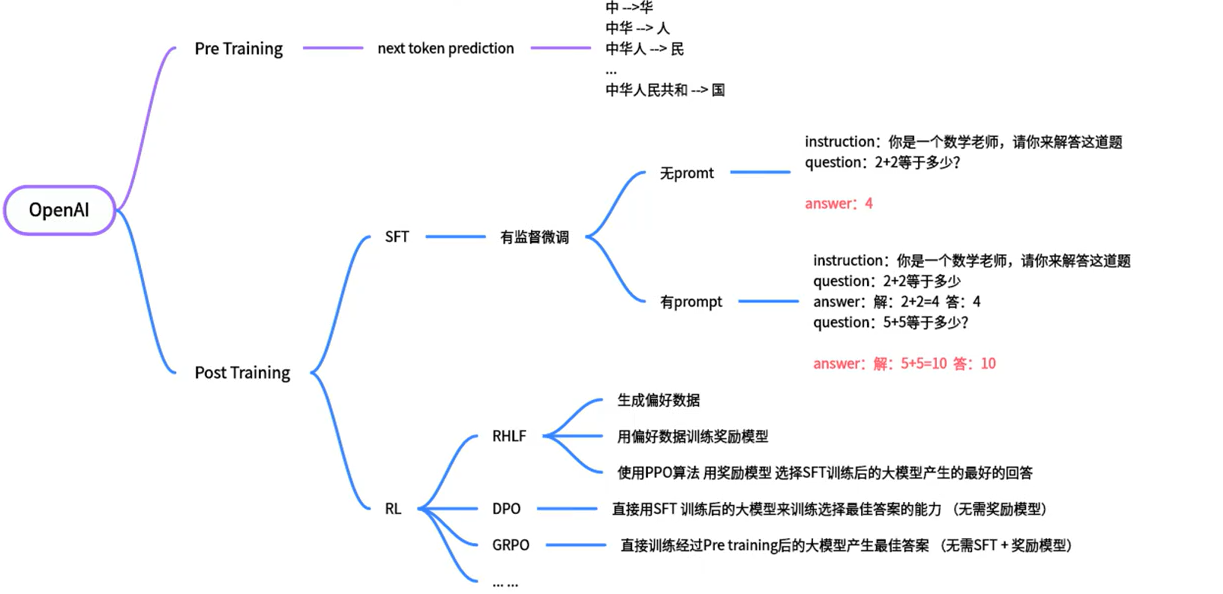 中 -->华
中华 --> 人
中华人 --> 民
...
中华人民共和 --> 国
Pre Training
next token prediction
OpenAI
instruction：你是一个数学老师，请你来解答这道题
question：2+2等于多少？
answer：4
无promt
SFT
有监督微调
有prompt
instruction：你是一个数学老师，请你来解答这道题
question：2+2等于多少
answer：解：2+2=4 答：4
question：5+5等于多少？
answer：解：5+5=10 答：10
Post Training
RHLF
生成偏好数据
用偏好数据训练奖励模型
使用PPO算法 用奖励模型 选择SFT训练后的大模型产生的最好的回答
RL
DPO
直接用SFT 训练后的大模型来训练选择最佳答案的能力 （无需奖励模型）
GRPO
直接训练经过Pre training后的大模型产生最佳答案 （无需SFT + 奖励模型）
... ...